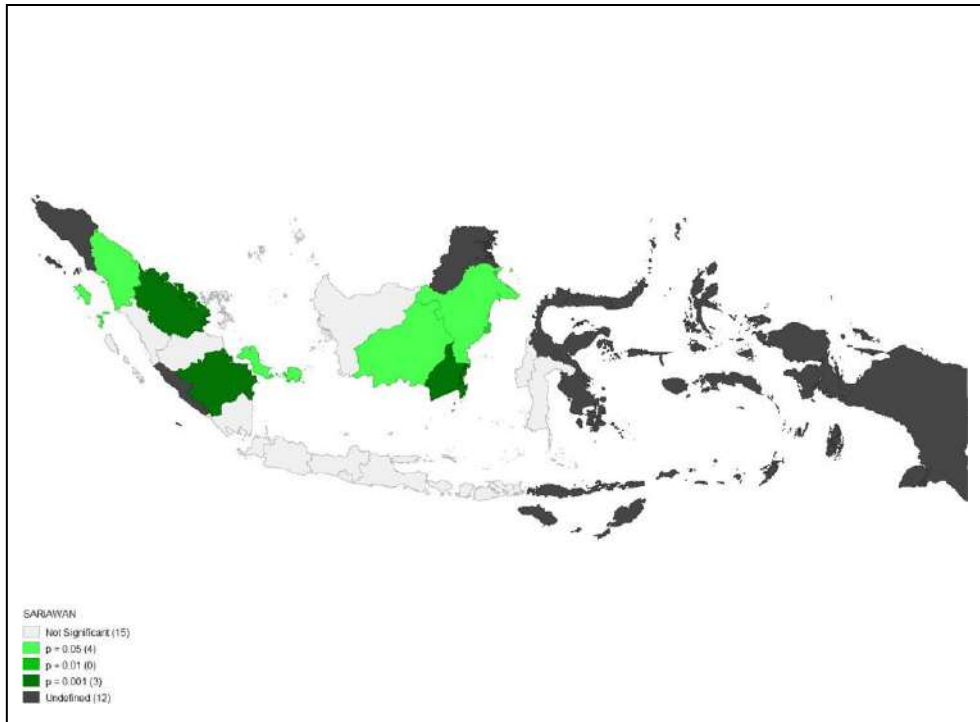 SARIAWAN
Not Significant (15)
p = 0.05 (4)
p = 0.01 (0)
p = 0.001 (3)
Undefined (12)